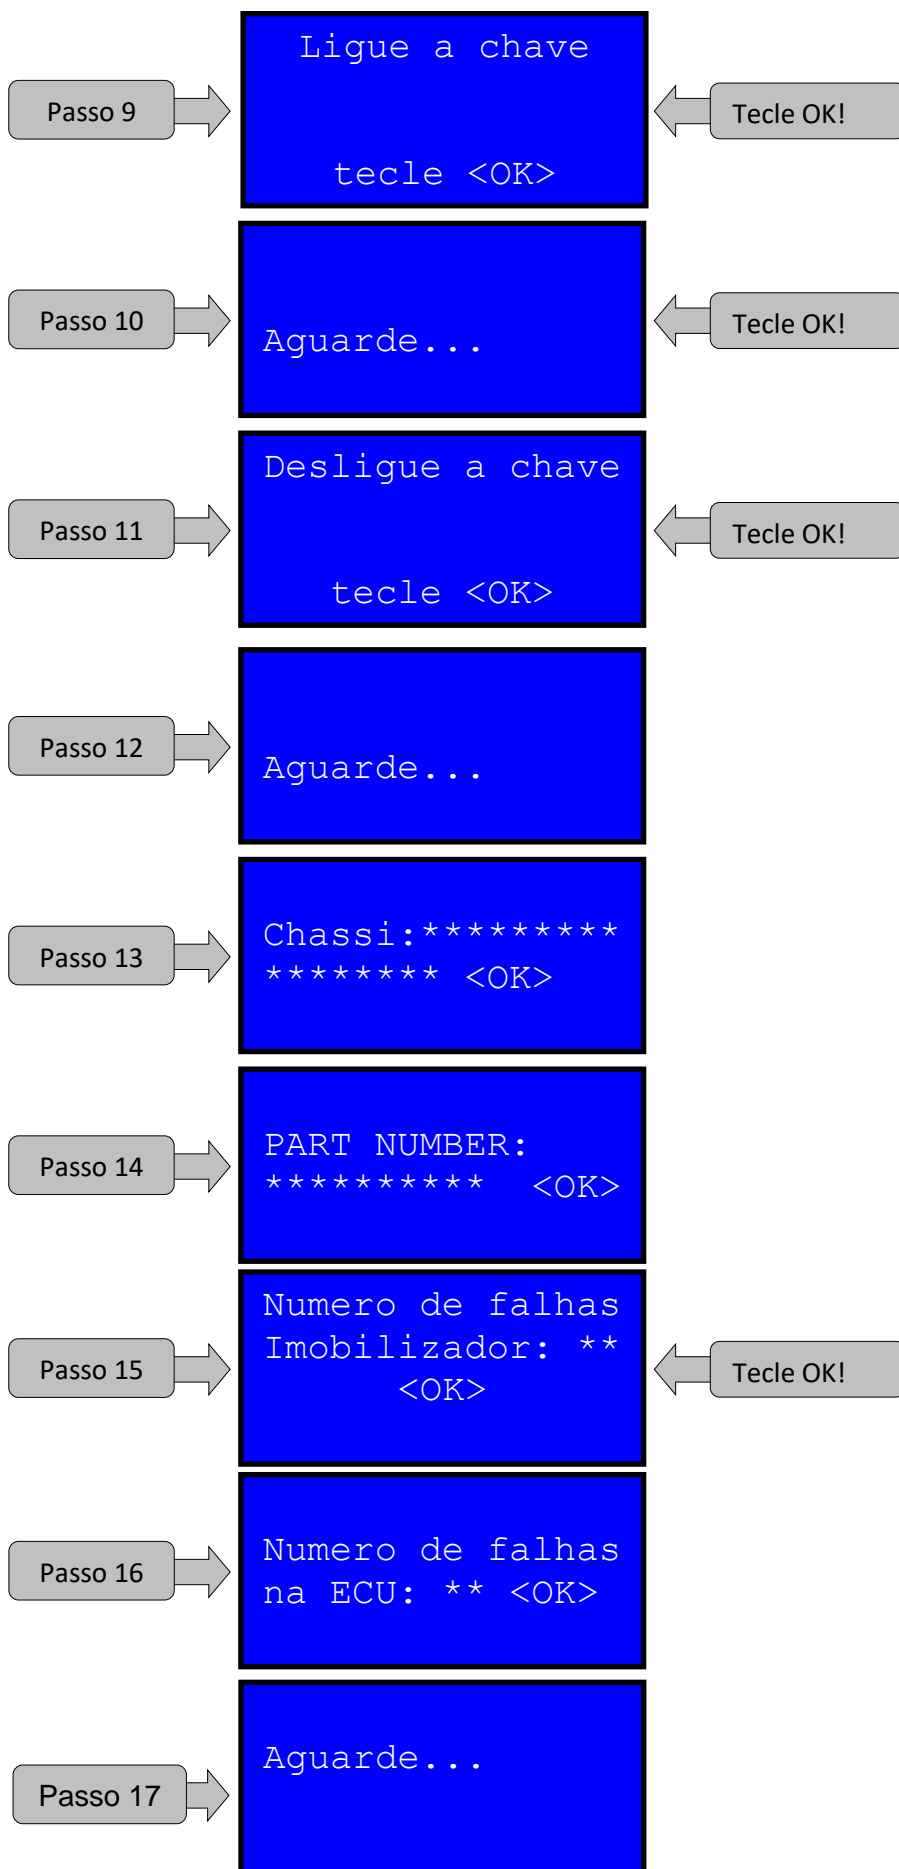 Ligue a chave
Passo 9
Tecle OK!
tecle <OK>
Passo 10
Aguarde...
Tecle OK!
Desligue a chave
Passo 11
Tecle OK!
tecle <OK>
Passo 12
Aguarde...
Passo 13
Chassi:*********
******** <OK>
Passo 14
PART NUMBER:
********** <OK>
Passo 15
Numero de falhas
Imobilizador: **
<OK>
Tecle OK!
Passo 16
Numero de falhas
na ECU: ** <OK>
Passo 17
Aguarde...